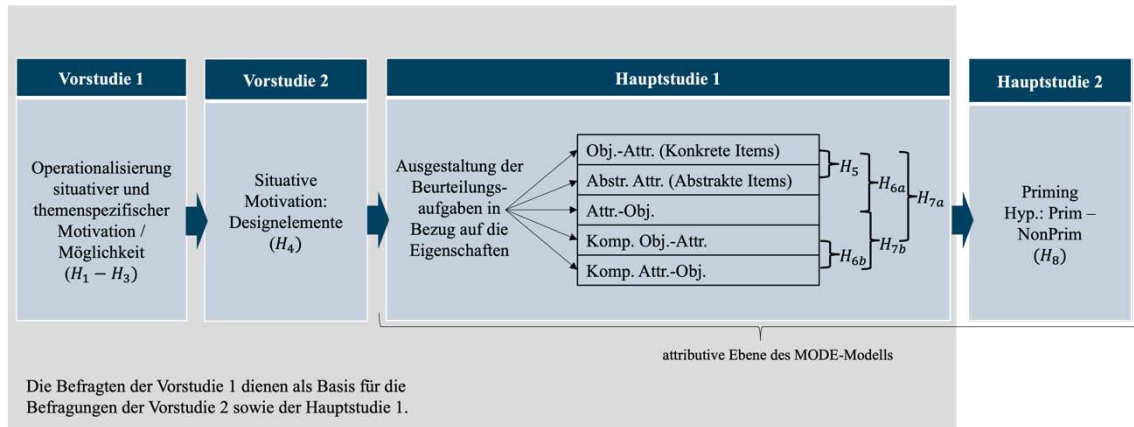 Vorstudie 1
Operationalisierung
situativer und
themenspezifischer
Motivation /
Möglichkeit
(H₁ − H₃)
Vorstudie 2
Situative
Motivation:
Designelemente
(H₄)
Hauptstudie 1
Ausgestaltung der
Beurteilungs-
aufgaben in
Bezug auf die
Eigenschaften
Obj.-Attr. (Konkrete Items)
Abstr. Attr. (Abstrakte Items)
Attr.-Obj.
Komp. Obj.-Attr.
Komp. Attr.-Obj.
H₅
H₆ₐ
H₇ₐ
H₇b
H₆b
Hauptstudie 2
Priming
Hyp.: Prim –
NonPrim
(H₈)
attributive Ebene des MODE-Modells
Die Befragten der Vorstudie 1 dienen als Basis für die
Befragungen der Vorstudie 2 sowie der Hauptstudie 1.